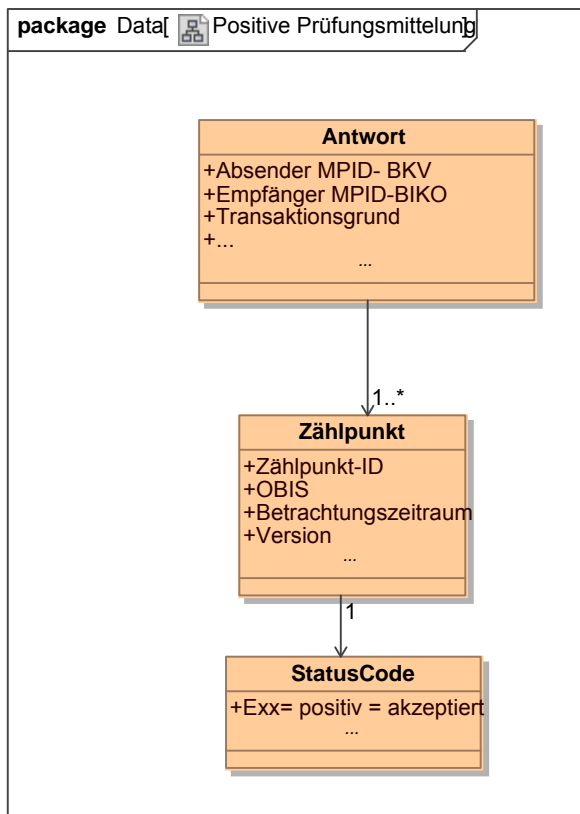 package Data[ Positive Prüfungsmittelung]
Antwort
+Absender MPID- BKV
+Empfänger MPID-BIKO
+Transaktionsgrund
+...
...
1..*
Zählpunkt
+Zählpunkt-ID
+OBIS
+Betrachtungszeitraum
+Version
...
1
StatusCode
+Exx= positiv = akzeptiert
...